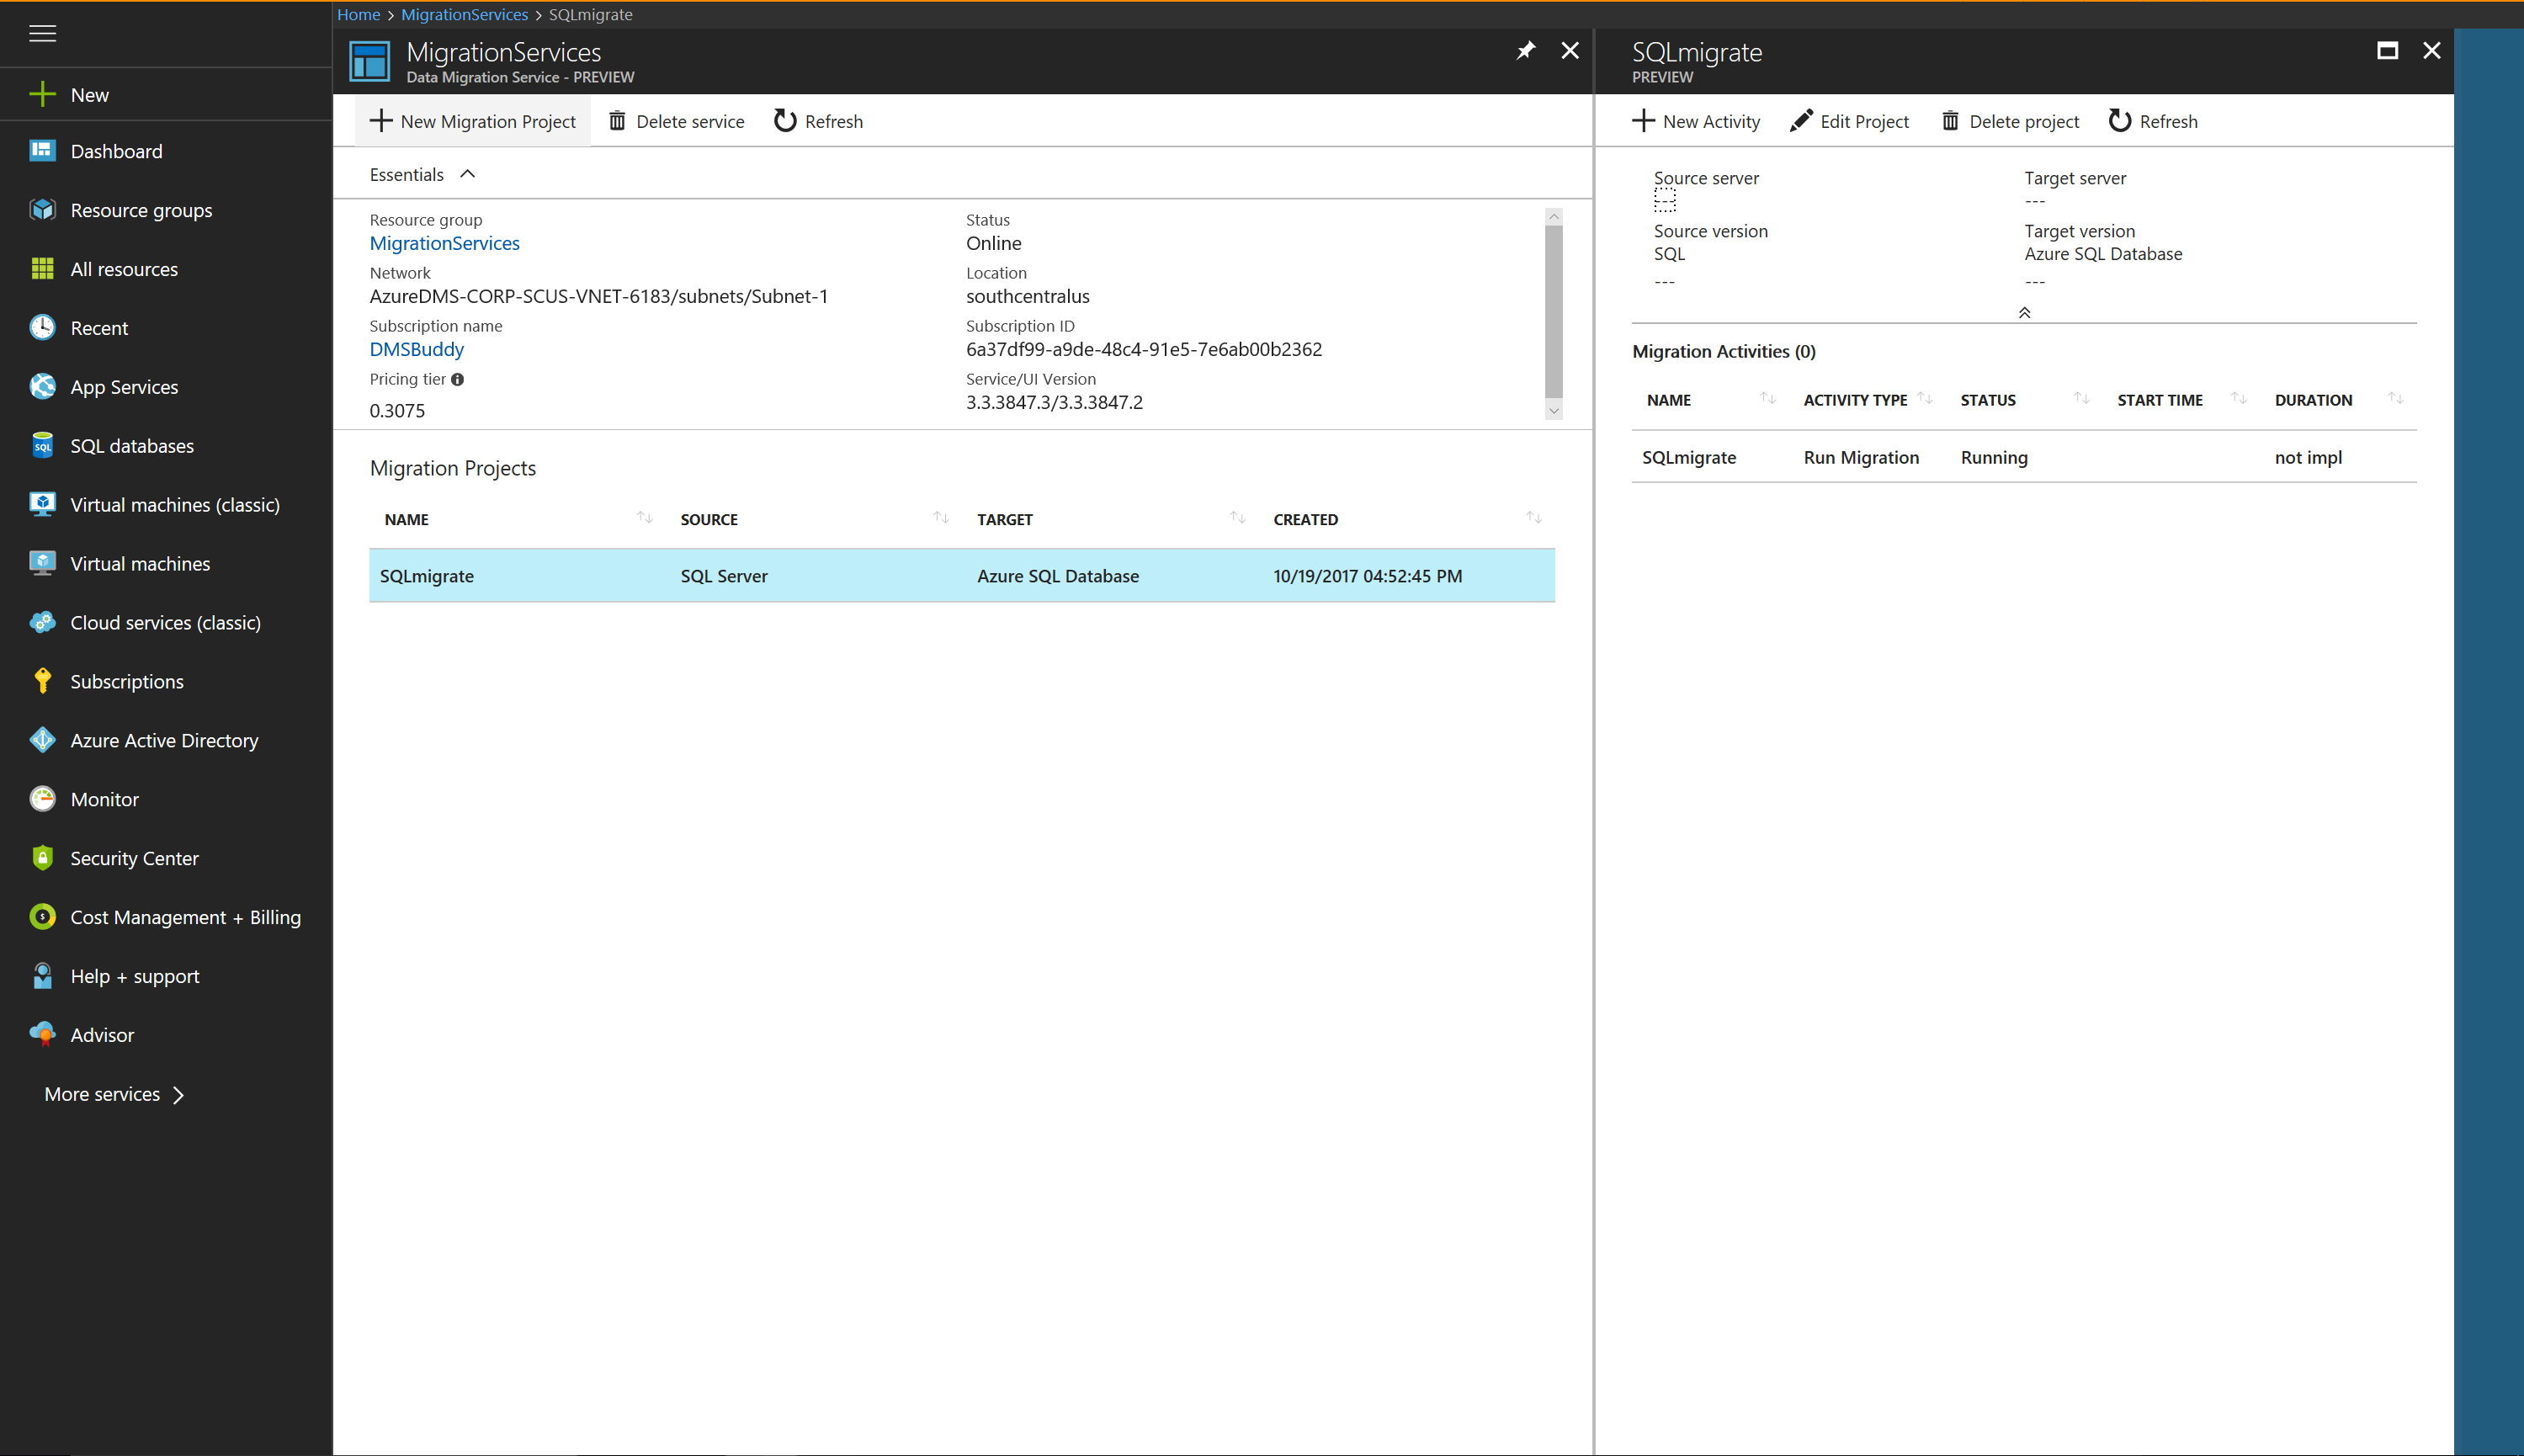 Home > MigrationServices > SQLmigrate
New
Dashboard
Resource groups
All resources
Recent
App Services
SQL databases
Virtual machines (classic)
Virtual machines
Cloud services (classic)
Subscriptions
Azure Active Directory
Monitor
Security Center
Cost Management + Billing
Help + support
Advisor
More services
MigrationServices
Data Migration Service - PREVIEW
New Migration Project Delete service Refresh
Essentials
Resource group Status
MigrationServices Online
Network Location
AzureDMS-CORP-SCUS-VNET-6183/subnets/Subnet-1 southcentralus
Subscription name Subscription ID
DMSBuddy 6a37df99-a9de-48c4-91e5-7e6ab00b2362
Pricing tier Service/UI Version
0.3075 3.3.3847.3/3.3.3847.2
Migration Projects
NAME SOURCE TARGET CREATED
SQLmigrate SQL Server Azure SQL Database 10/19/2017 04:52:45 PM
SQLmigrate
PREVIEW
New Activity Edit Project Delete project Refresh
Source server Target server
--- ---
Source version Target version
SQL Azure SQL Database
--- ---
Migration Activities (0)
NAME ACTIVITY TYPE STATUS START TIME DURATION
SQLmigrate Run Migration Running not impl